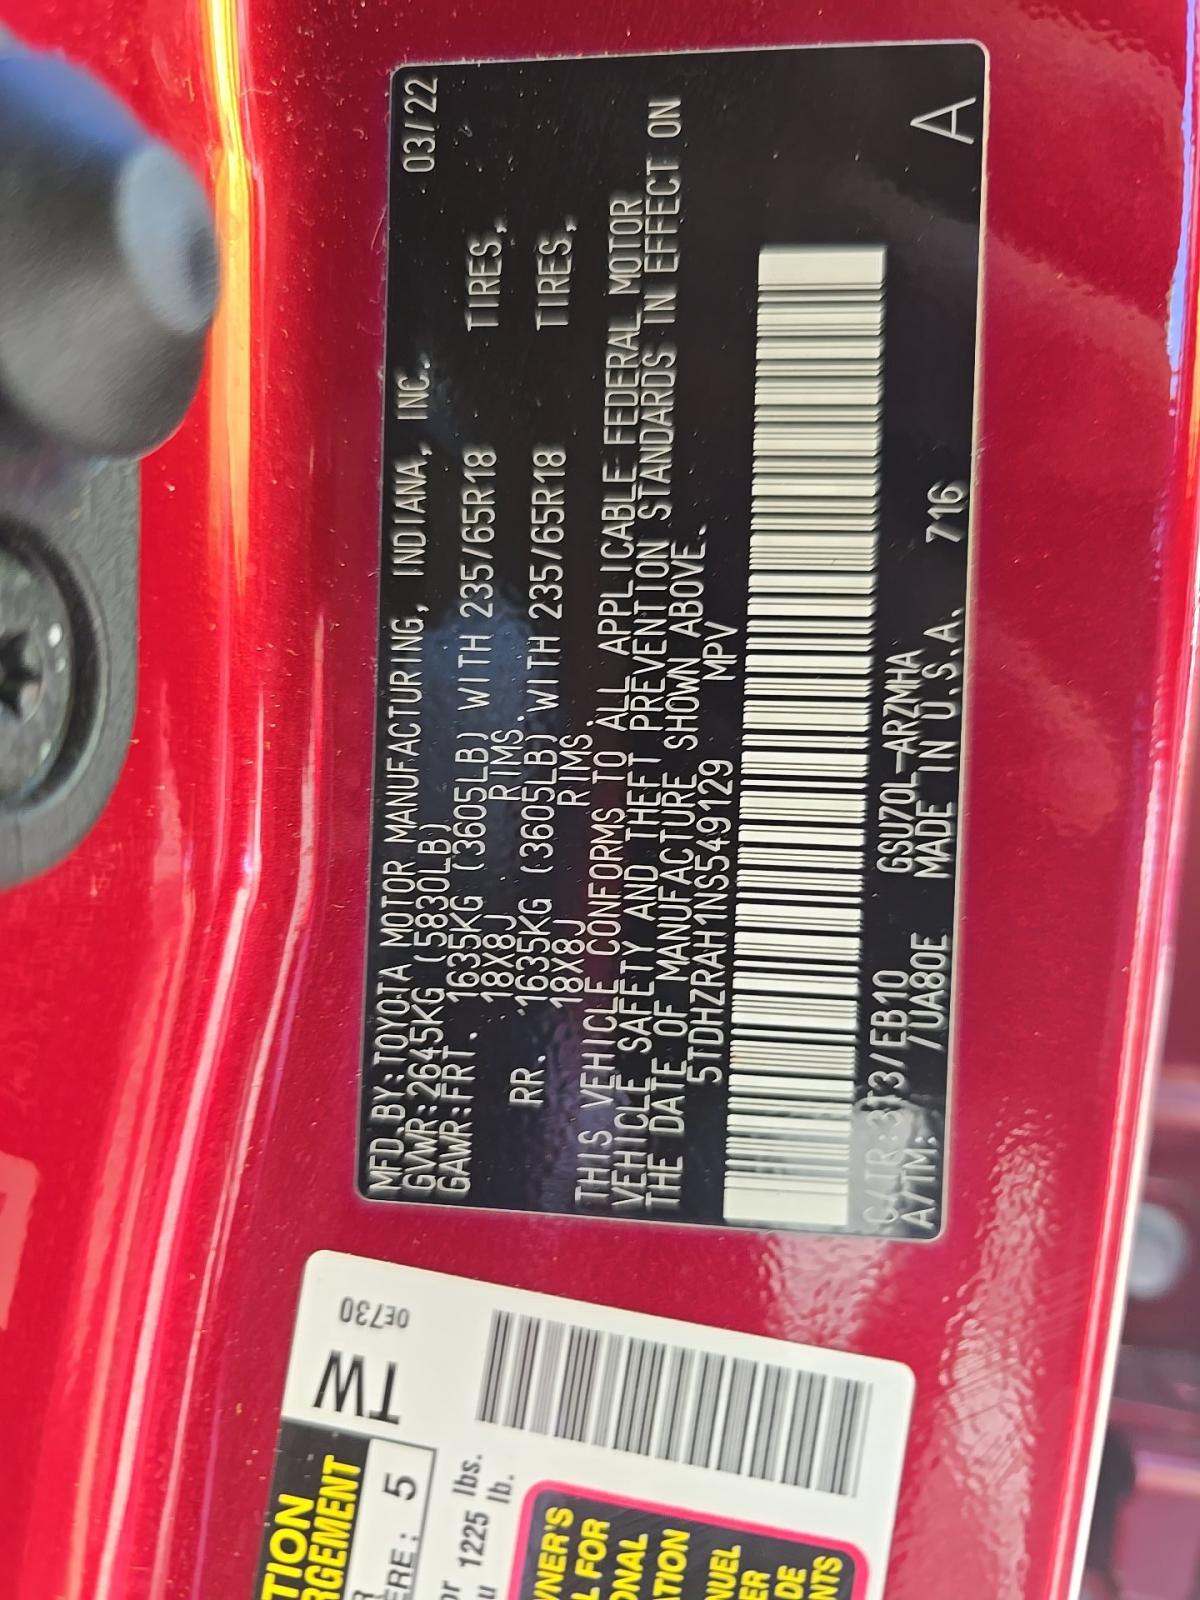 MFD.BY:TOYOTA MOTOR MANUFACTURING, INDIANA, INC. 03/22
GVWR:2645KG (5830LB)
GAWR:FRT. 1635KG (3605LB) WITH 235/65R18 TIRES,
18X8J RIMS.
RR. 1635KG (3605LB) WITH 235/65R18 TIRES,
18X8J RIMS.
THIS VEHICLE CONFORMS TO ALL APPLICABLE FEDERAL MOTOR
VEHICLE SAFETY AND THEFT PREVENTION STANDARDS IN EFFECT ON
THE DATE OF MANUFACTURE SHOWN ABOVE.
5TDHZRAH1NS549129 MPV
C/TR:3T3/EB10 GSU70L-ARZMHA
A/TM: /UA80E MADE IN U.S.A. 716 A
TW 0E730
5
1225 lbs.
lb.